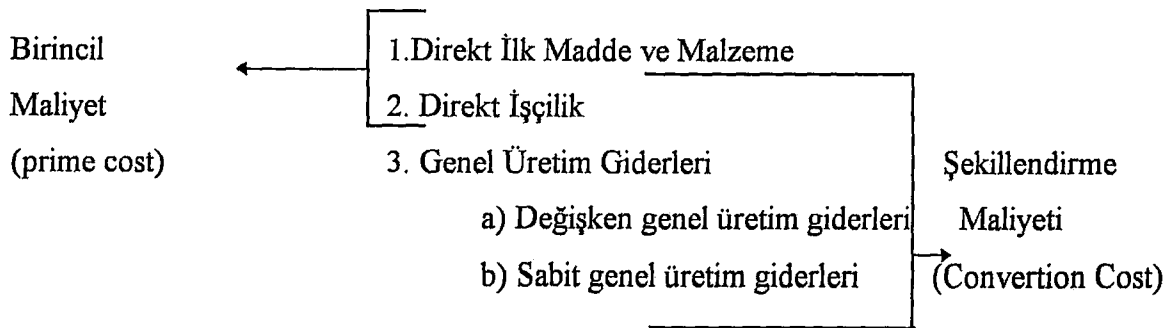 Birincil
Maliyet
(prime cost)
1.Direkt İlk Madde ve Malzeme
2. Direkt İşçilik
3. Genel Üretim Giderleri
a) Değişken genel üretim giderleri
b) Sabit genel üretim giderleri
Şekillendirme
Maliyeti
(Convertion Cost)